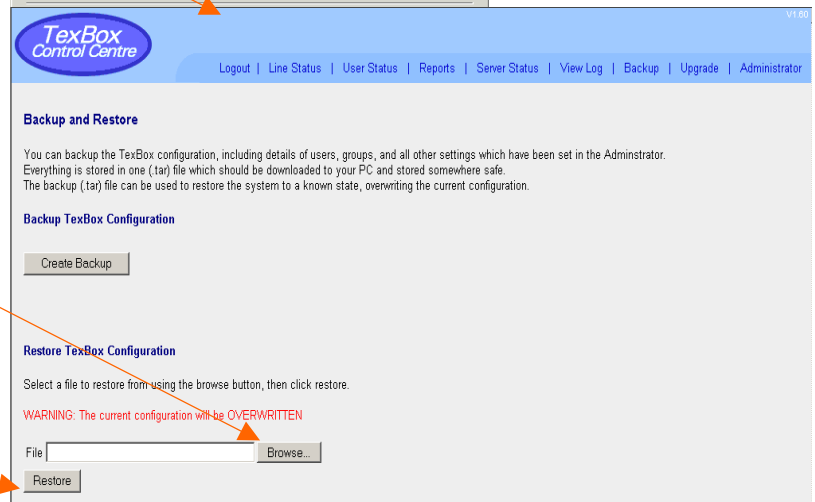 V1.60
TexBox
Control Centre
Logout | Line Status | User Status | Reports | Server Status | View Log | Backup | Upgrade | Administrator
Backup and Restore
You can backup the TexBox configuration, including details of users, groups, and all other settings which have been set in the Adminstrator.
Everything is stored in one (.tar) file which should be downloaded to your PC and stored somewhere safe.
The backup (.tar) file can be used to restore the system to a known state, overwriting the current configuration.
Backup TexBox Configuration
Create Backup
Restore TexBox Configuration
Select a file to restore from using the browse button, then click restore.
WARNING: The current configuration will be OVERWRITTEN
File Browse...
Restore